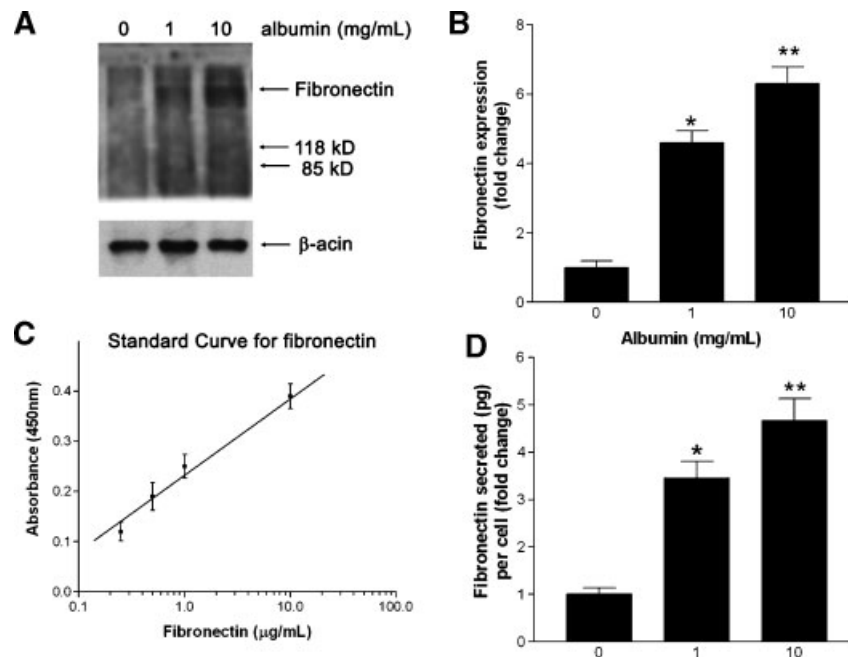 A
0 1 10 albumin (mg/mL)
Fibronectin
118 kD
85 kD
β-acin
B
Fibronectin expression
(fold change)
8
6
4
2
0
*
**
0 1 10
Albumin (mg/mL)
C
Standard Curve for fibronectin
Absorbance (450nm)
0.4
0.3
0.2
0.1
0.0
0.1 1.0 10.0 100.0
Fibronectin (µg/mL)
D
Fibronectin secreted (pg)
per cell (fold change)
6
5
4
3
2
1
0
*
**
0 1 10